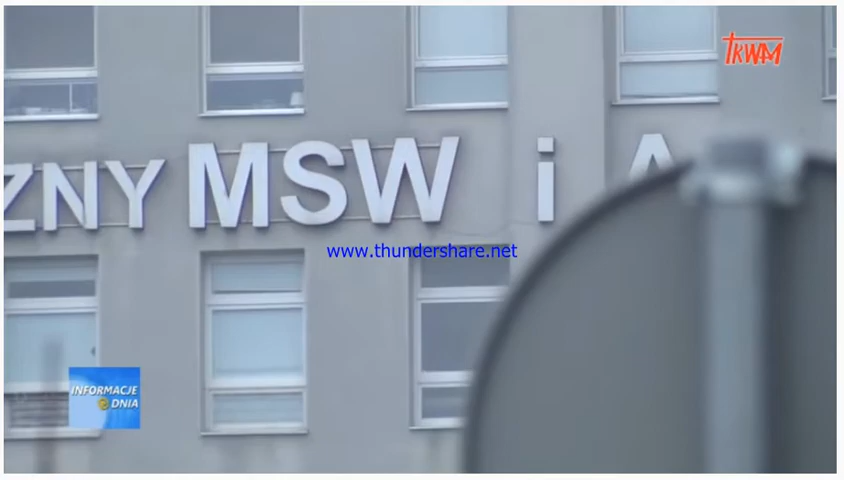 TRWAM
ZNY MSW i A
www.thundershare.net
INFORMACJE
DNIA